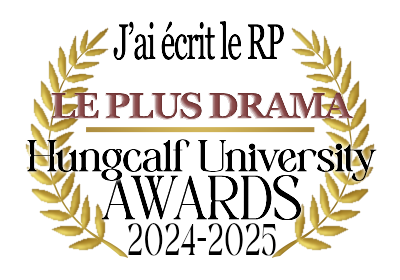 J'ai écrit le RP
LE PLUS DRAMA
Hungcalf University
AWARDS
2024-2025